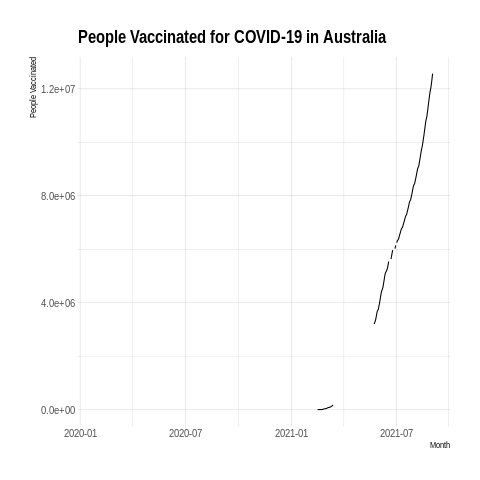 People Vaccinated for COVID-19 in Australia
People Vaccinated
1.2e+07
8.0e+06
4.0e+06
0.0e+00
2020-01 2020-07 2021-01 2021-07
Month